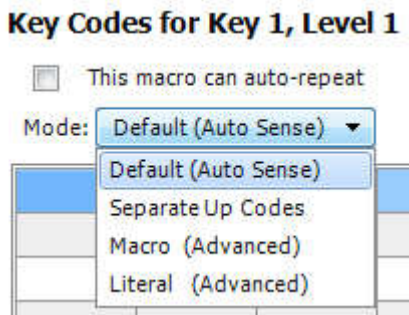 Key Codes for Key 1, Level 1
This macro can auto-repeat
Mode: Default (Auto Sense)
Default (Auto Sense)
Separate Up Codes
Macro (Advanced)
Literal (Advanced)